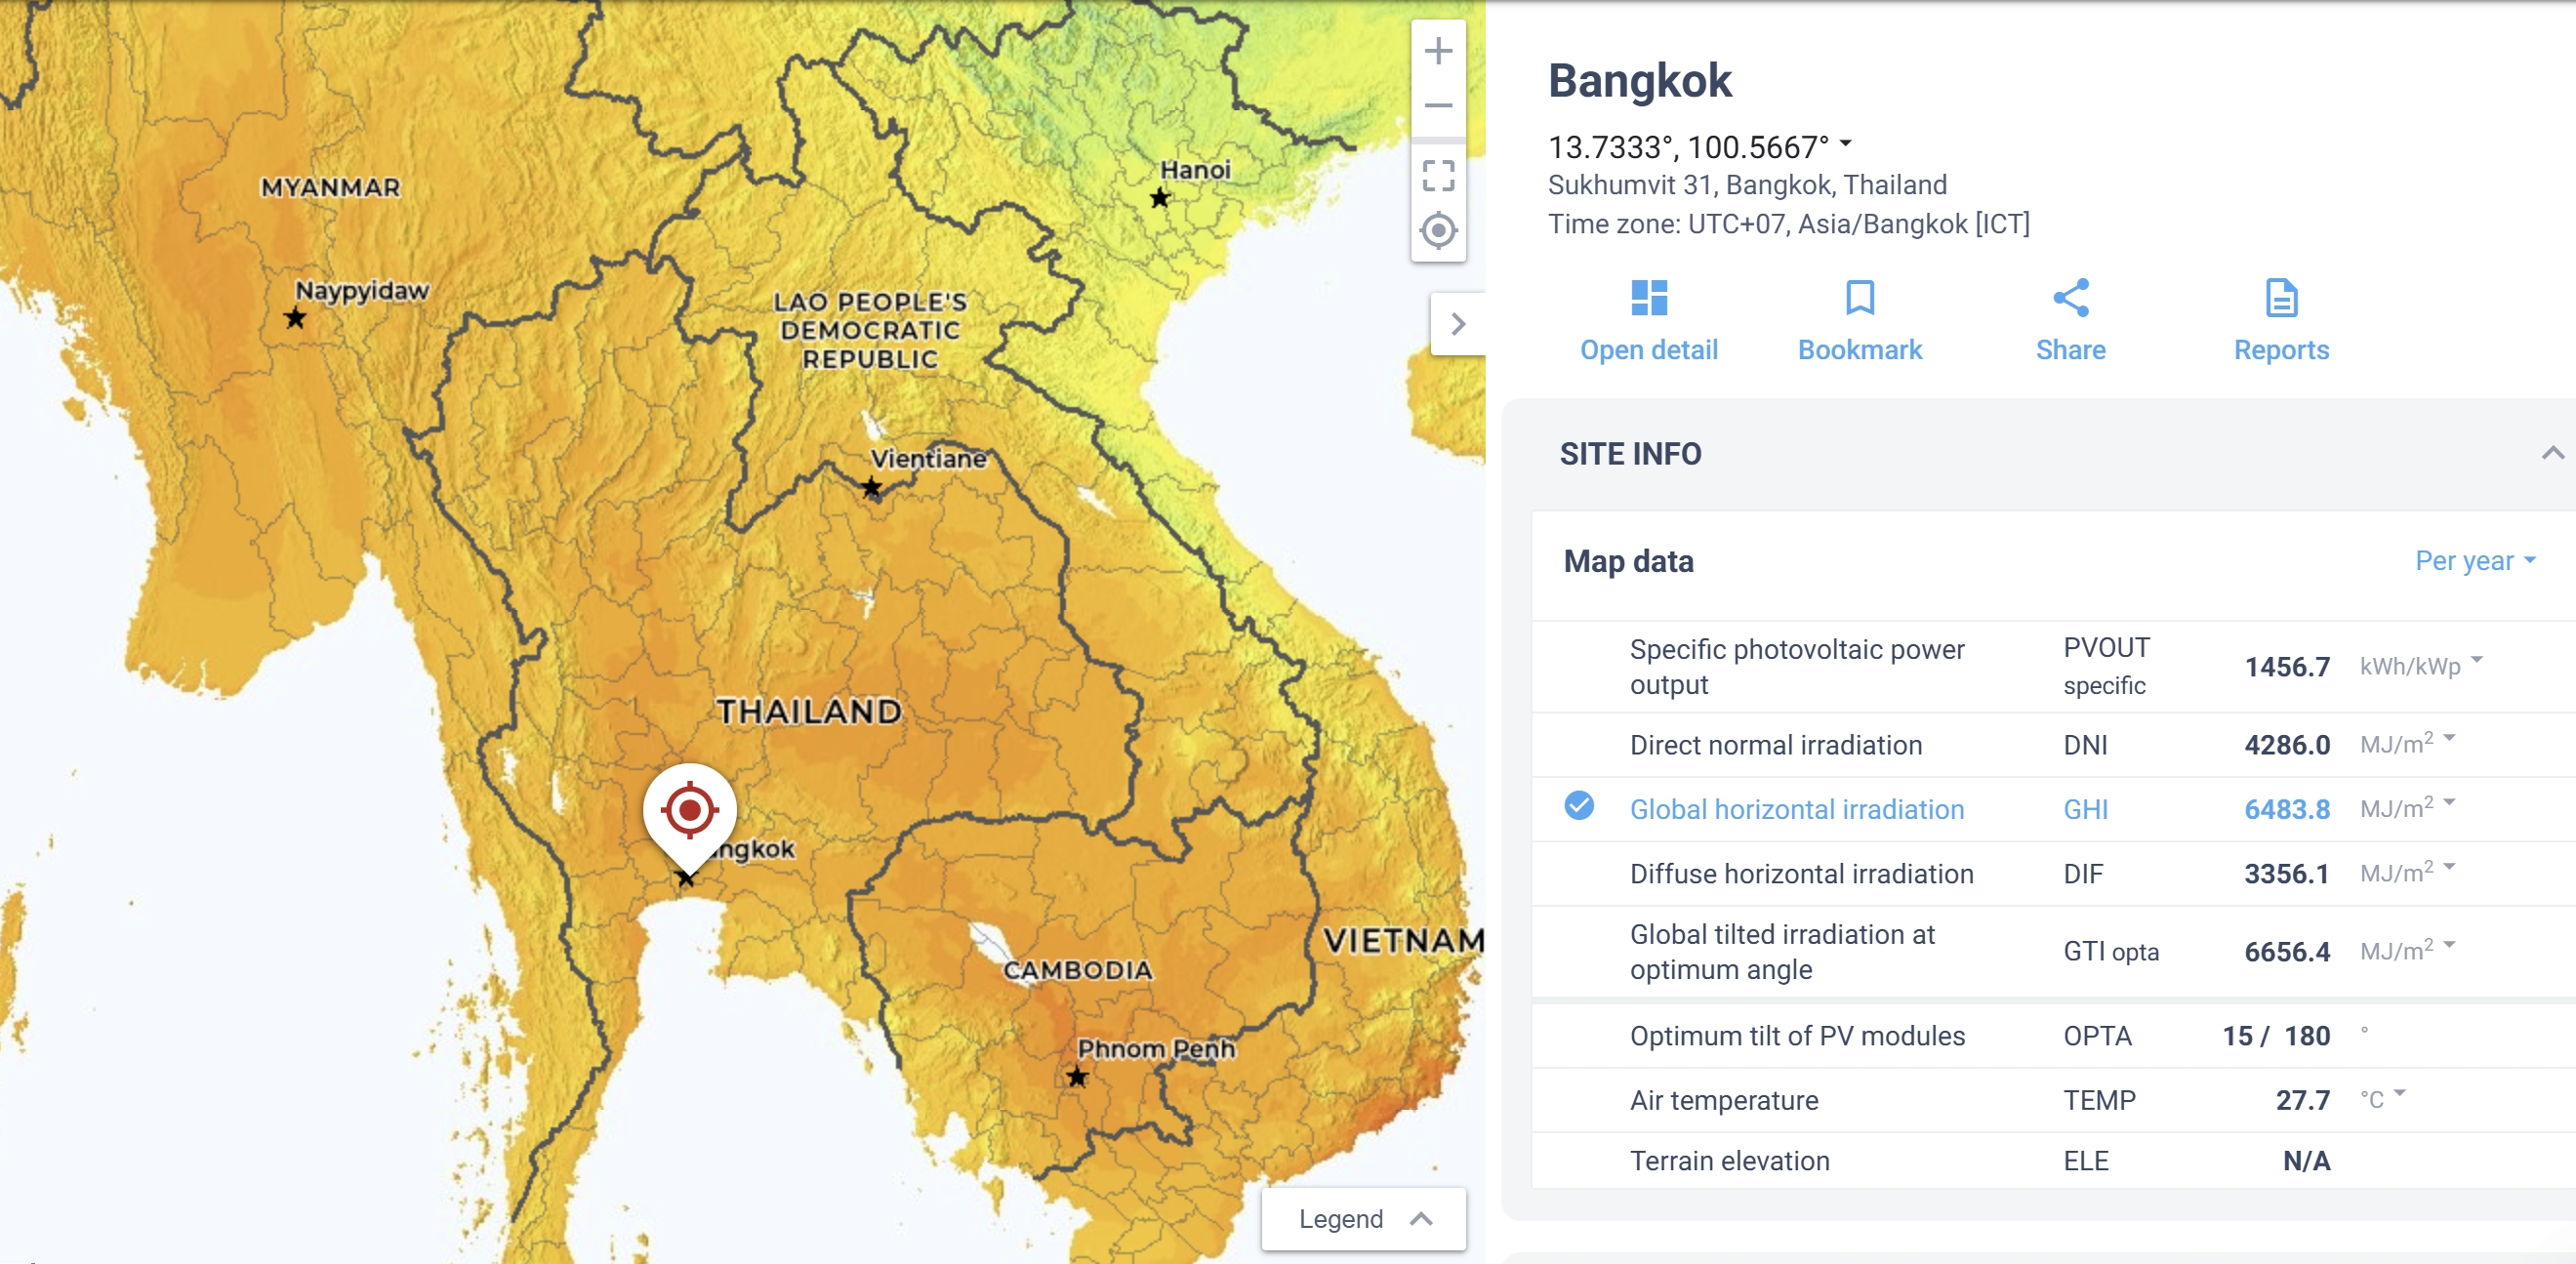 MYANMAR
Hanoi
Naypyidaw
LAO PEOPLE'S
DEMOCRATIC
REPUBLIC
Vientiane
THAILAND
ngkok
CAMBODIA
VIETNAM
Phnom Penh
Legend
Bangkok
13.7333°, 100.5667°
Sukhumvit 31, Bangkok, Thailand
Time zone: UTC+07, Asia/Bangkok [ICT]
Open detail Bookmark Share Reports
SITE INFO
Map data Per year
Specific photovoltaic power
output PVOUT
specific 1456.7 kWh/kWp
Direct normal irradiation DNI 4286.0 MJ/m²
Global horizontal irradiation GHI 6483.8 MJ/m²
Diffuse horizontal irradiation DIF 3356.1 MJ/m²
Global tilted irradiation at
optimum angle GTI opta 6656.4 MJ/m²
Optimum tilt of PV modules OPTA 15 / 180 °
Air temperature TEMP 27.7 °C
Terrain elevation ELE N/A